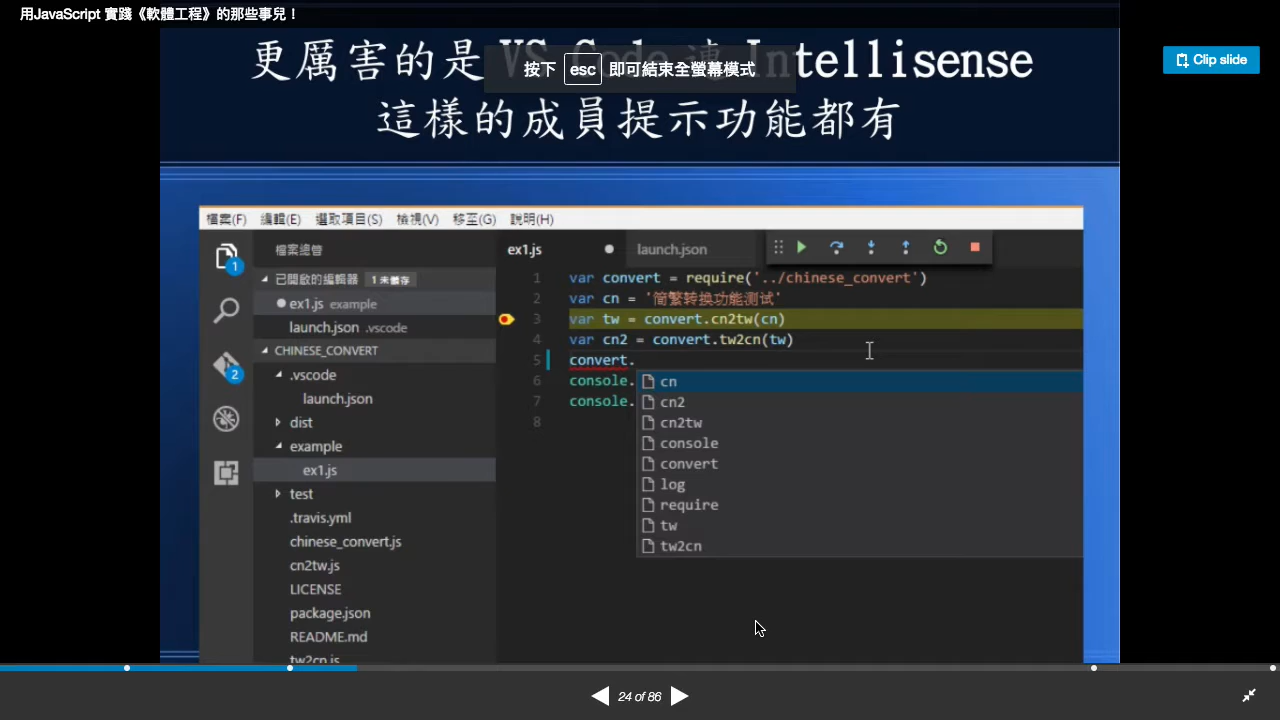 用JavaScript 實踐《軟體工程》的那些事兒！
更厲害的是 VS Code 連 Intellisense
按下 esc 即可結束全螢幕模式
Clip slide
這樣的成員提示功能都有
檔案(F) 編輯(E) 選取項目(S) 檢視(V) 移至(G) 說明(H)
檔案總管
ex1.js
launch.json
1
已開啟的編輯器 1 未儲存
ex1.js example
launch.json .vscode
CHINESE_CONVERT
2
.vscode
launch.json
dist
example
ex1.js
test
.travis.yml
chinese_convert.js
cn2tw.js
LICENSE
package.json
README.md
tw2cn.js
1 var convert = require('../chinese_convert')
2 var cn = '简繁转换功能测试'
3 var tw = convert.cn2tw(cn)
4 var cn2 = convert.tw2cn(tw)
5 convert.
6 console.
7 console.
8
cn
cn2
cn2tw
console
convert
log
require
tw
tw2cn
24 of 86